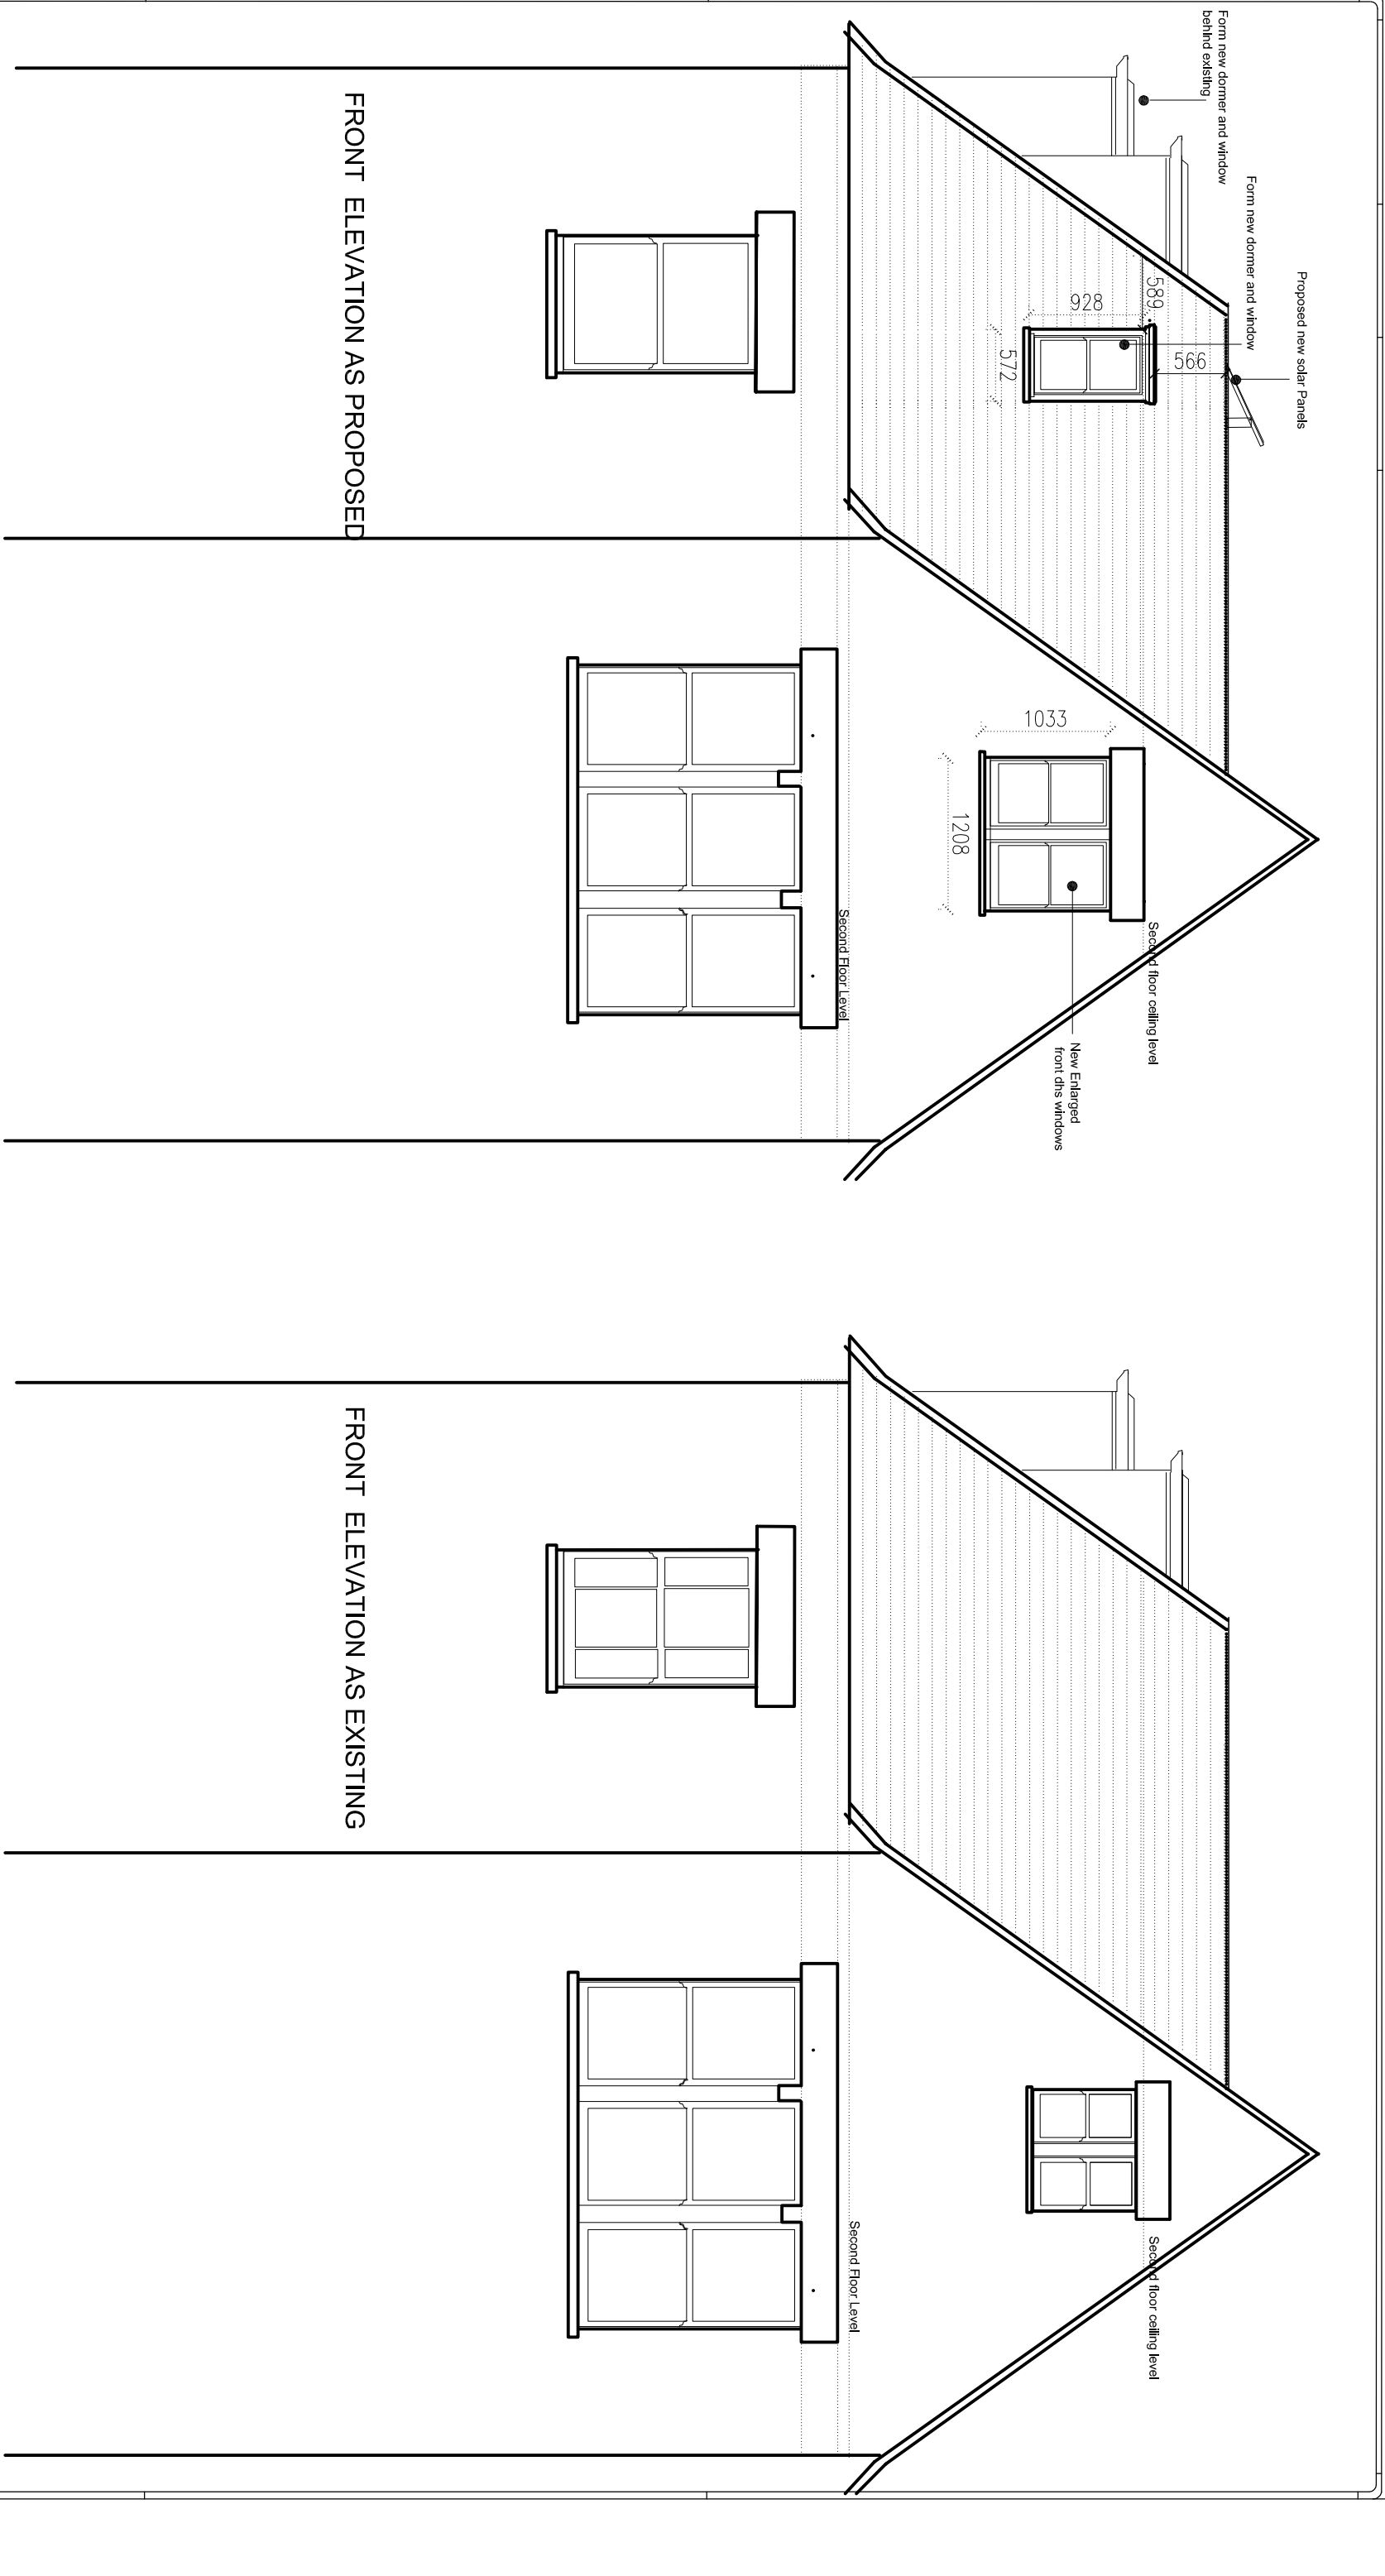 Proposed new solar Panels
Form new dormer and window
Form new dormer and window
behind existing
566
589
928
572
1033
1208
Second floor ceiling level
New Enlarged
front dhs windows
Second Floor Level
FRONT ELEVATION AS PROPOSED
Second floor ceiling level
Second Floor Level
FRONT ELEVATION AS EXISTING